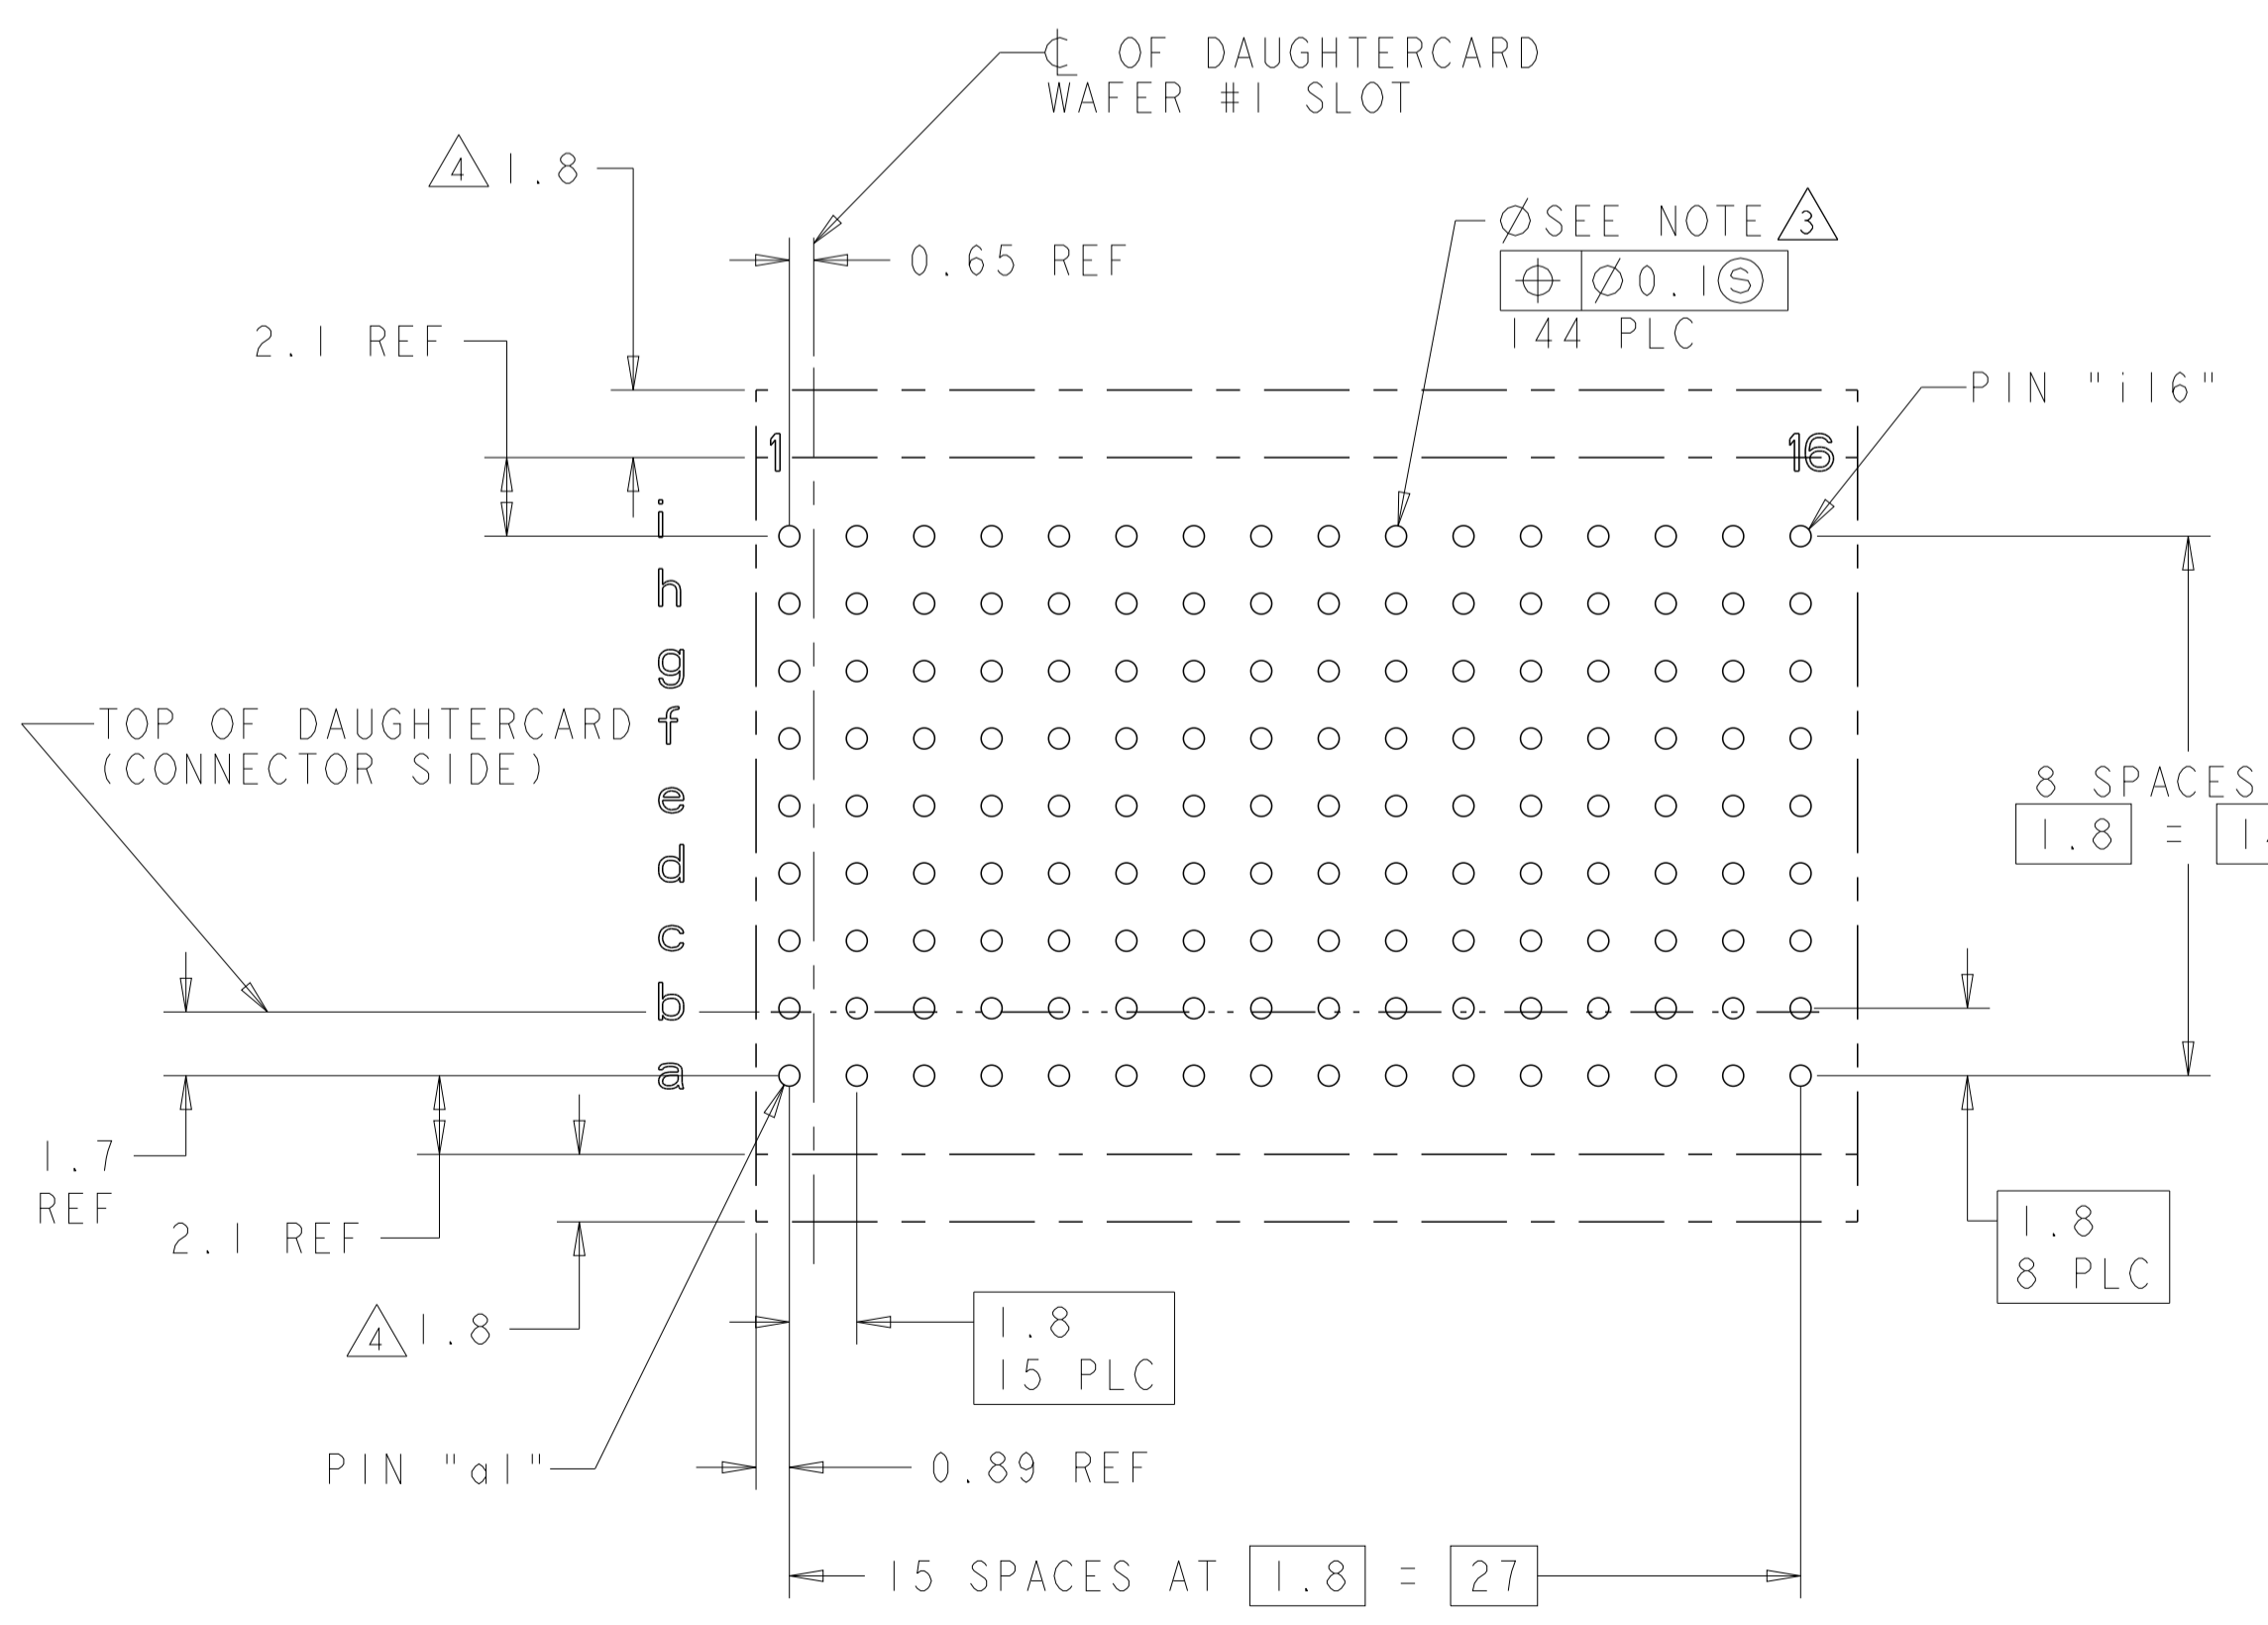 ℄ OF DAUGHTERCARD
WAFER #1 SLOT
4 1.8
⌀SEE NOTE 3
0.65 REF
⌖ ⌀0.1Ⓢ
144 PLC
2.1 REF
PIN "i16"
1 16
i
h
g
f
e
d
c
b
a
TOP OF DAUGHTERCARD
(CONNECTOR SIDE)
8 SPACES
1.8 = 1.
1.7
REF
2.1 REF
1.8
8 PLC
4 1.8
1.8
15 PLC
PIN "a1"
0.89 REF
15 SPACES AT 1.8 = 27